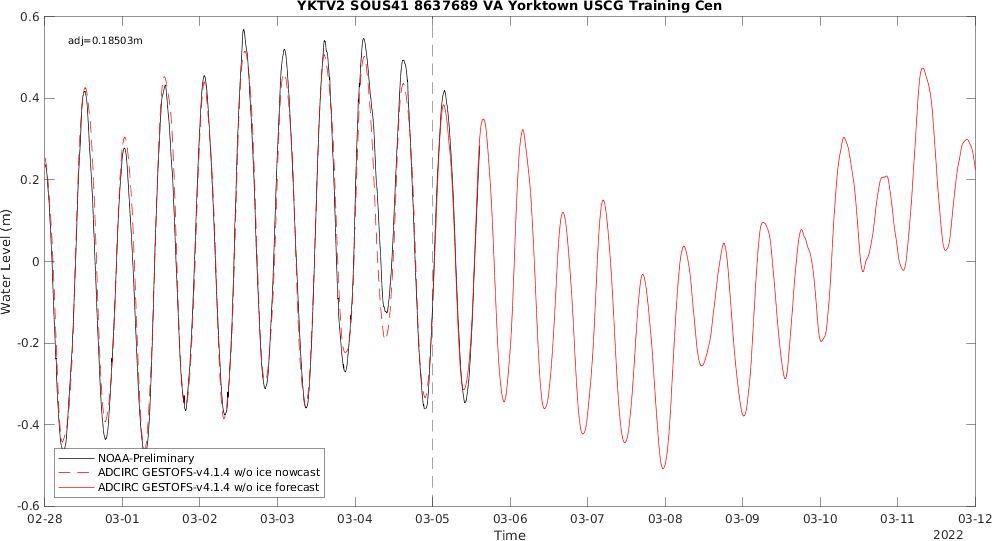 YKTV2 SOUS41 8637689 VA Yorktown USCG Training Cen
adj=0.18503m
0.6
0.4
0.2
0
-0.2
-0.4
-0.6
Water Level (m)
NOAA-Preliminary
ADCIRC GESTOFS-v4.1.4 w/o ice nowcast
ADCIRC GESTOFS-v4.1.4 w/o ice forecast
02-28 03-01 03-02 03-03 03-04 03-05 03-06 03-07 03-08 03-09 03-10 03-11 03-12
Time
2022